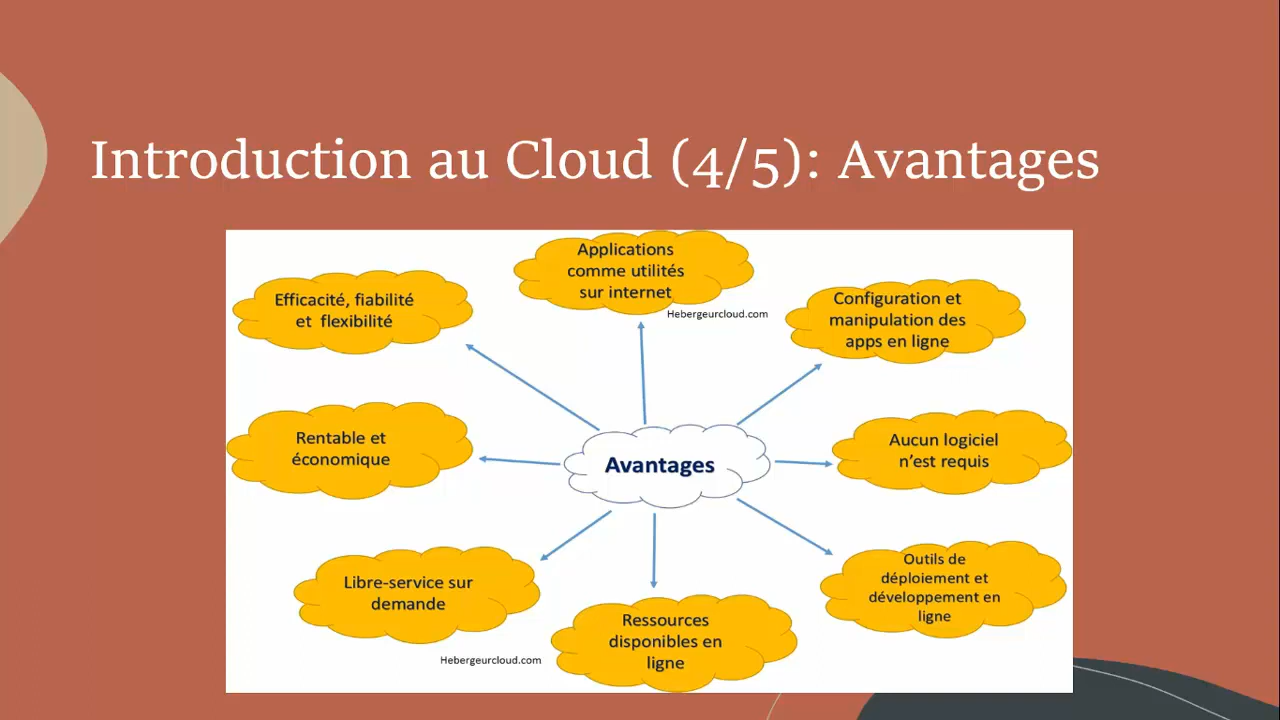 Introduction au Cloud (4/5): Avantages
Applications
comme utilités
sur internet
Hebergeurcloud.com
Efficacité, fiabilité
et flexibilité
Configuration et
manipulation des
apps en ligne
Rentable et
économique
Avantages
Aucun logiciel
n’est requis
Libre-service sur
demande
Outils de
déploiement et
développement en
ligne
Ressources
disponibles en
ligne
Hebergeurcloud.com